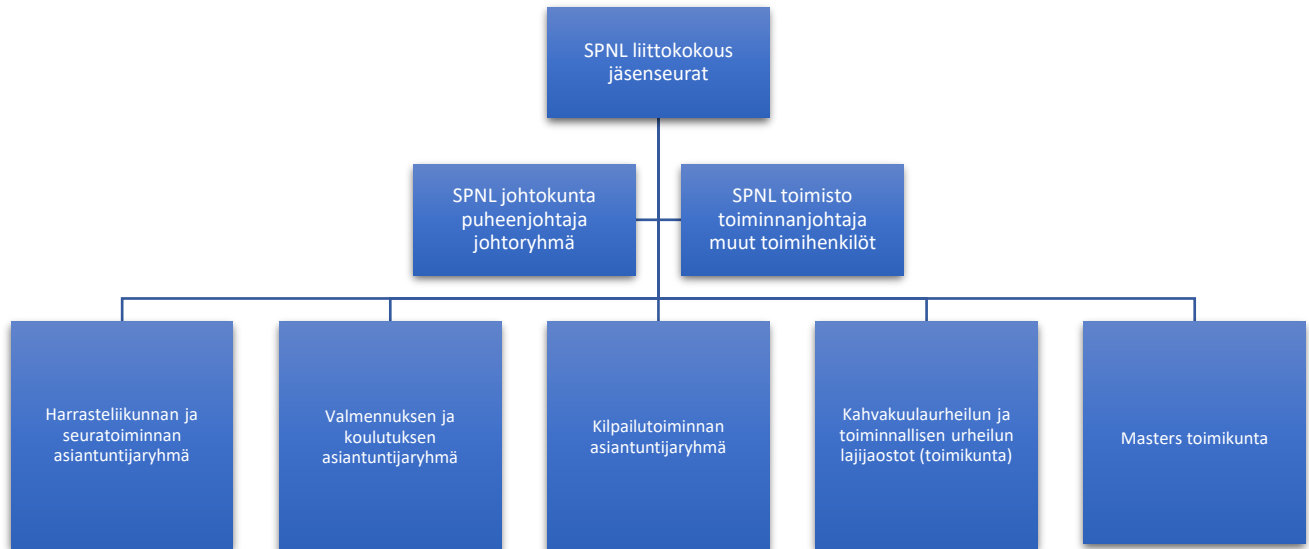 SPNL liittokokous
jäsenseurat
SPNL johtokunta
puheenjohtaja
johtoryhmä
SPNL toimisto
toiminnanjohtaja
muut toimihenkilöt
Harrasteliikunnan ja
seuratoiminnan
asiantuntijaryhmä
Valmennuksen ja
koulutuksen
asiantuntijaryhmä
Kilpailutoiminnan
asiantuntijaryhmä
Kahvakuulaurheilun ja
toiminnallisen urheilun
lajijaostot (toimikunta)
Masters toimikunta